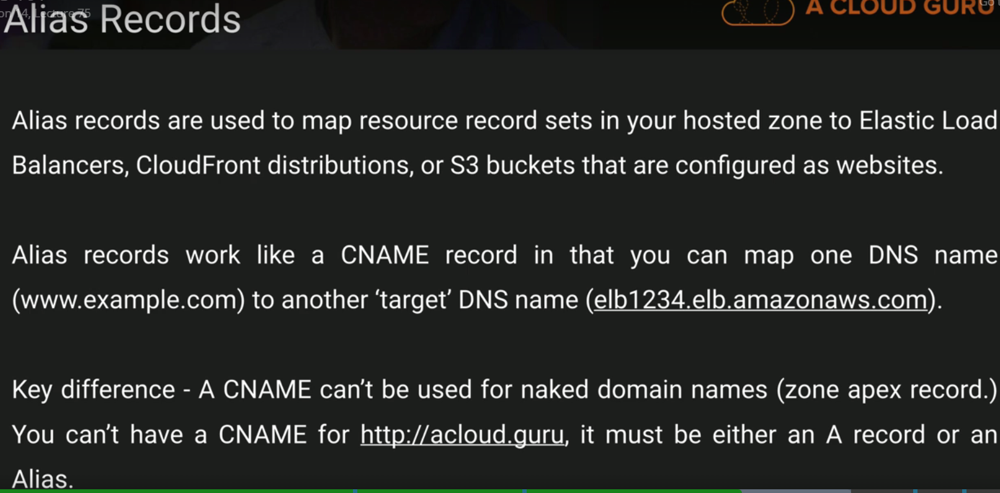 Lecture 75
Alias Records
A CLOUD GURU
Alias records are used to map resource record sets in your hosted zone to Elastic Load
Balancers, CloudFront distributions, or S3 buckets that are configured as websites.
Alias records work like a CNAME record in that you can map one DNS name
(www.example.com) to another ‘target’ DNS name (elb1234.elb.amazonaws.com).
Key difference - A CNAME can’t be used for naked domain names (zone apex record.)
You can’t have a CNAME for http://acloud.guru, it must be either an A record or an
Alias.